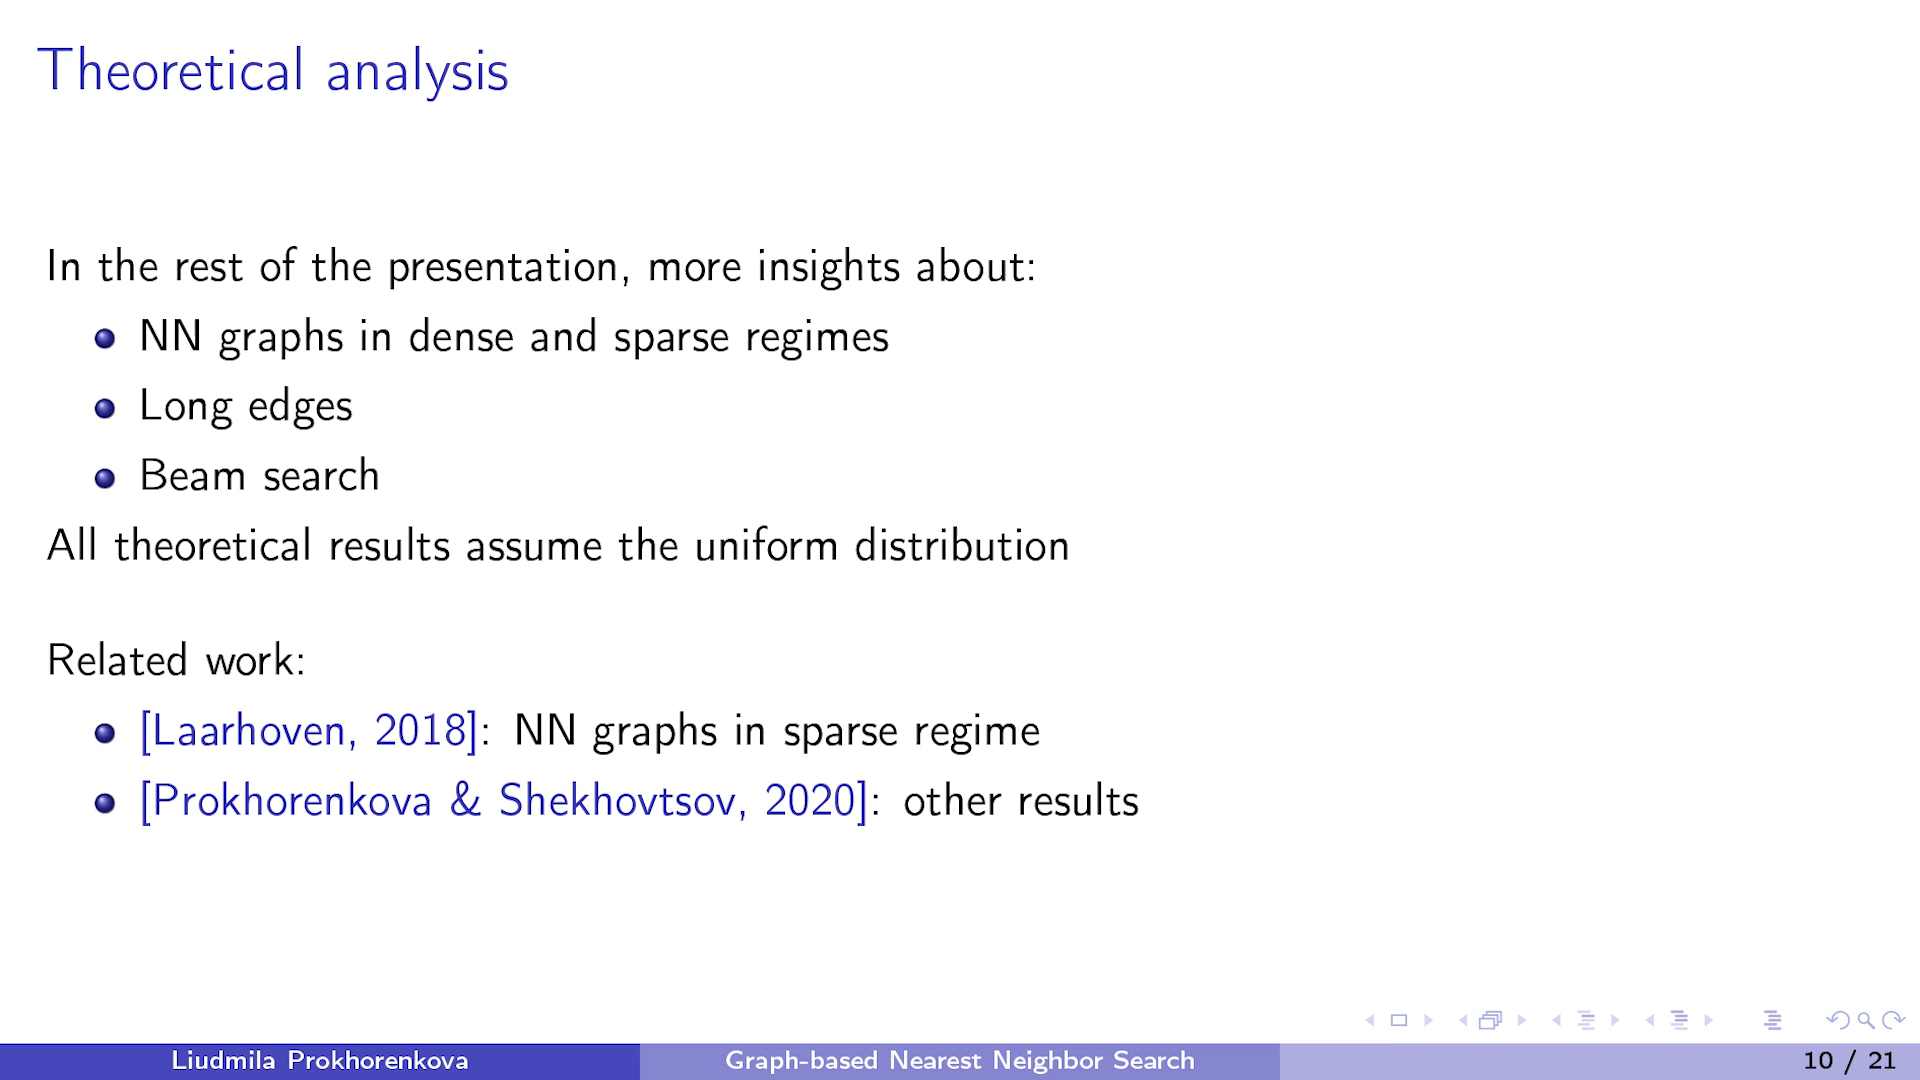 Theoretical analysis
In the rest of the presentation, more insights about:
NN graphs in dense and sparse regimes
Long edges
Beam search
All theoretical results assume the uniform distribution
Related work:
[Laarhoven, 2018]: NN graphs in sparse regime
[Prokhorenkova & Shekhovtsov, 2020]: other results
Liudmila Prokhorenkova
Graph-based Nearest Neighbor Search
10 / 21